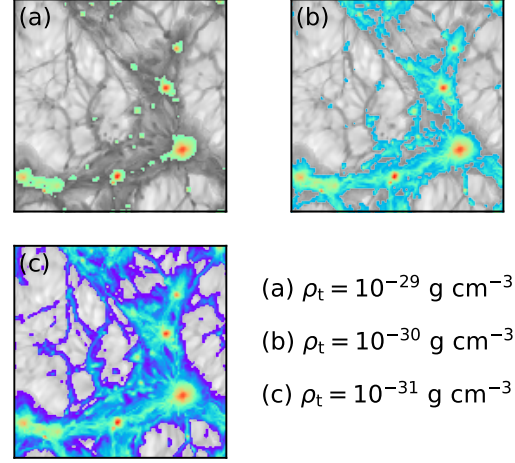 (a)
(b)
(c)
(a) ρₜ = 10⁻²⁹ g cm⁻³
(b) ρₜ = 10⁻³⁰ g cm⁻³
(c) ρₜ = 10⁻³¹ g cm⁻³